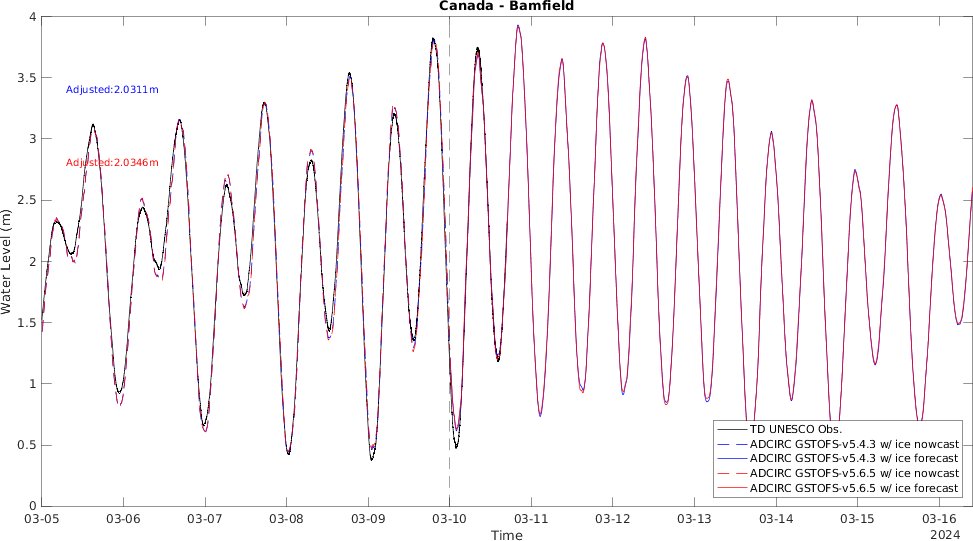 Canada - Bamfield
4
3.5
3
2.5
2
1.5
1
0.5
0
Water Level (m)
Adjusted:2.0311m
Adjusted:2.0346m
TD UNESCO Obs.
ADCIRC GSTOFS-v5.4.3 w/ ice nowcast
ADCIRC GSTOFS-v5.4.3 w/ ice forecast
ADCIRC GSTOFS-v5.6.5 w/ ice nowcast
ADCIRC GSTOFS-v5.6.5 w/ ice forecast
03-05 03-06 03-07 03-08 03-09 03-10 03-11 03-12 03-13 03-14 03-15 03-16
Time
2024